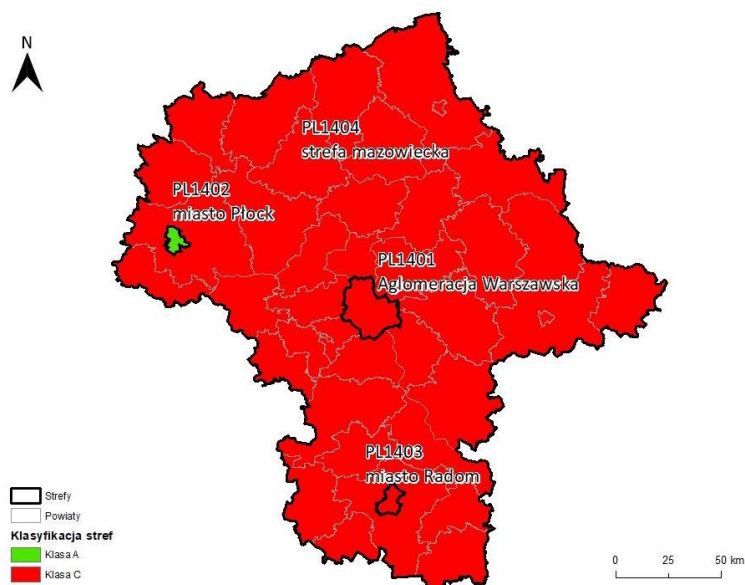 N
PL1404
strefa mazowiecka
PL1402
miasto Płock
PL1401
Aglomeracja Warszawska
PL1403
miasto Radom
Strefy
Powiaty
Klasyfikacja stref
Klasa A
Klasa C
0 25 50 km